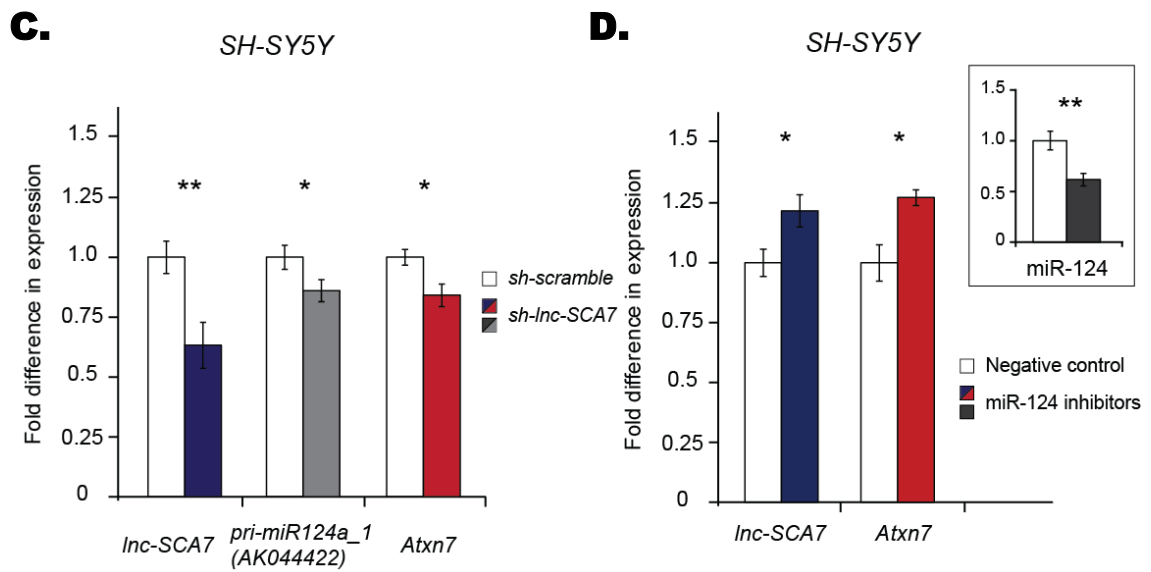 C.
SH-SY5Y
Fold difference in expression
1.5
1.25
1.0
0.75
0.5
0.25
0
**
*
*
lnc-SCA7
pri-miR124a_1
(AK044422)
Atxn7
sh-scramble
sh-lnc-SCA7
D.
SH-SY5Y
Fold difference in expression
1.5
1.25
1.0
0.75
0.5
0.25
0
*
*
lnc-SCA7
Atxn7
1.5
1.0
0.5
0
**
miR-124
Negative control
miR-124 inhibitors